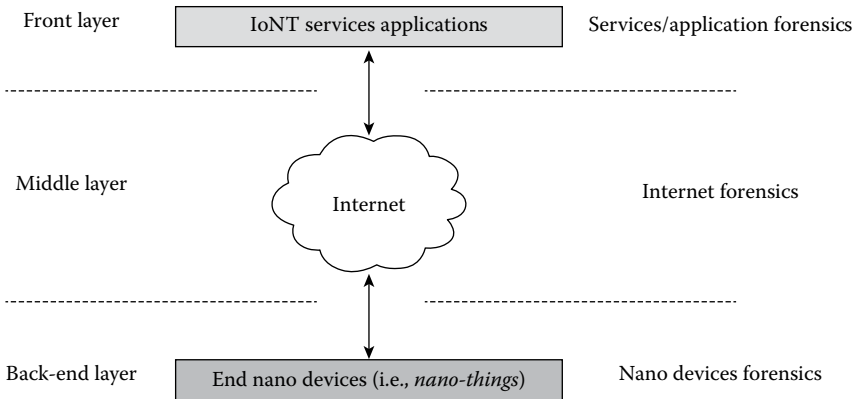 Front layer
IoNT services applications
Services/application forensics
Middle layer
Internet
Internet forensics
Back-end layer
End nano devices (i.e., nano-things)
Nano devices forensics